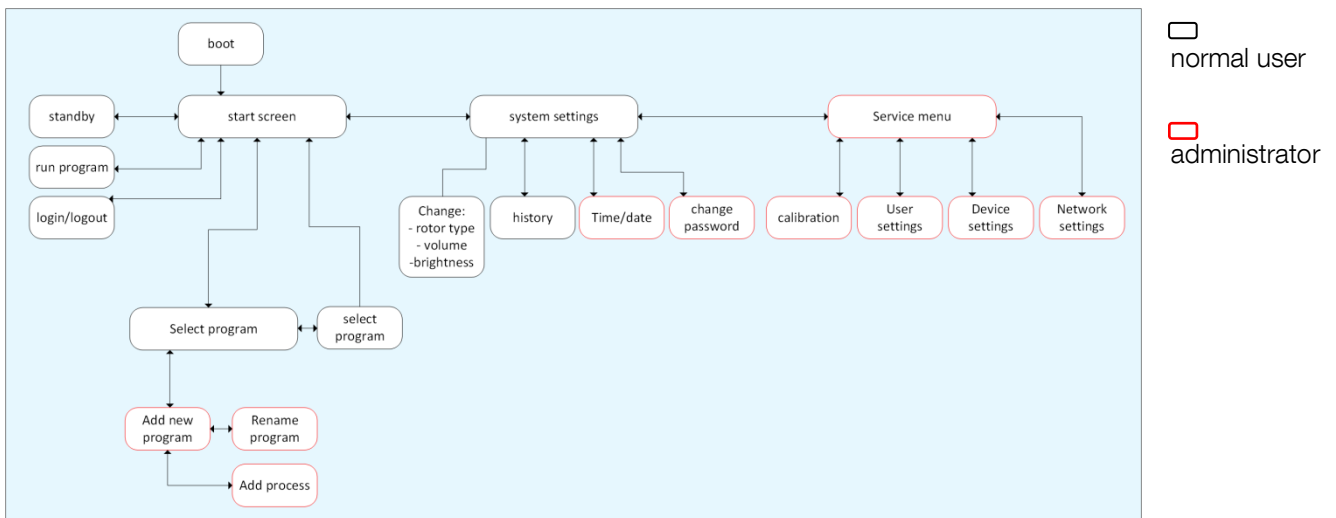 boot
normal user
standby
start screen
system settings
Service menu
administrator
run program
login/logout
Change:
- rotor type
- volume
-brightness
history
Time/date
change
password
calibration
User
settings
Device
settings
Network
settings
Select program
select
program
Add new
program
Rename
program
Add process